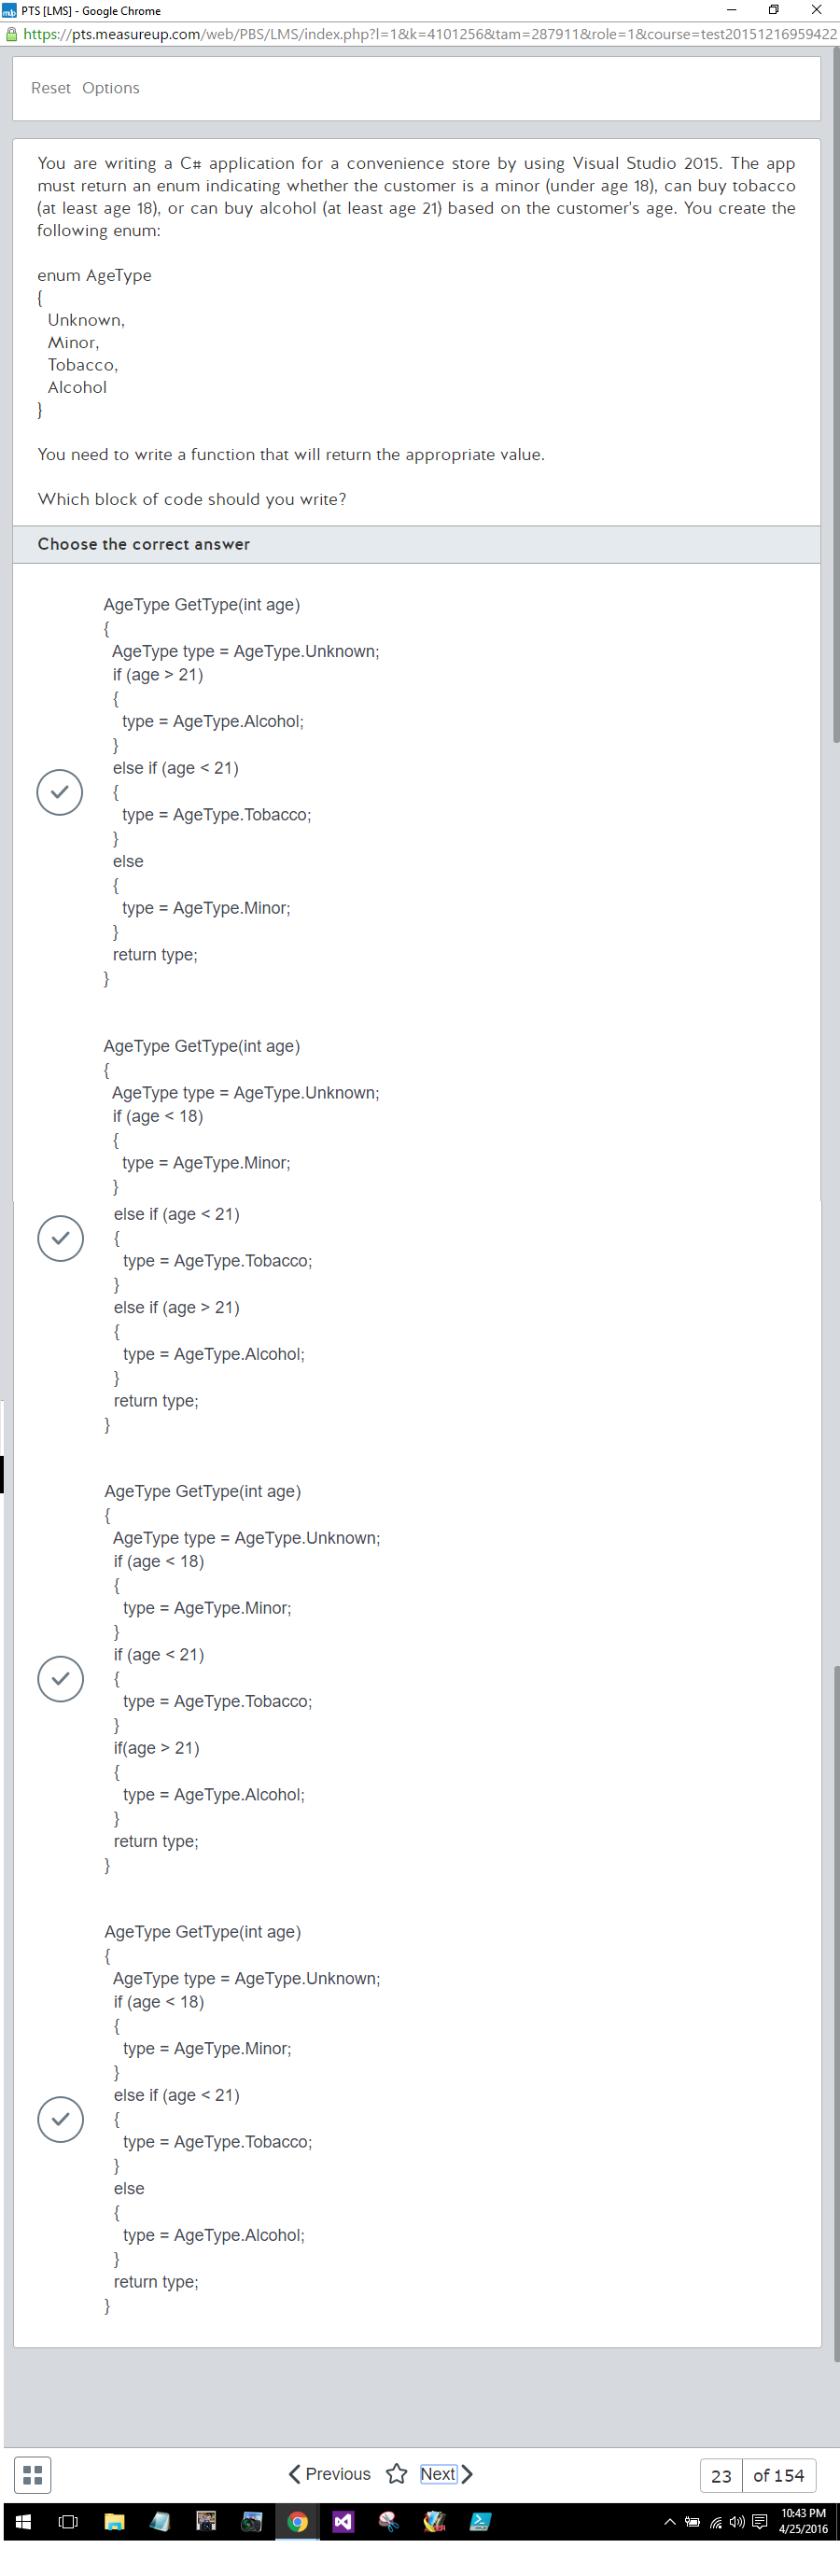 PTS [LMS] - Google Chrome
https://pts.measureup.com/web/PBS/LMS/index.php?l=1&k=4101256&tam=287911&role=1&course=test20151216959422
Reset Options
You are writing a C# application for a convenience store by using Visual Studio 2015. The app
must return an enum indicating whether the customer is a minor (under age 18), can buy tobacco
(at least age 18), or can buy alcohol (at least age 21) based on the customer's age. You create the
following enum:
enum AgeType
{
Unknown,
Minor,
Tobacco,
Alcohol
}
You need to write a function that will return the appropriate value.
Which block of code should you write?
Choose the correct answer
AgeType GetType(int age)
{
AgeType type = AgeType.Unknown;
if (age > 21)
{
type = AgeType.Alcohol;
}
else if (age < 21)
{
type = AgeType.Tobacco;
}
else
{
type = AgeType.Minor;
}
return type;
}
AgeType GetType(int age)
{
AgeType type = AgeType.Unknown;
if (age < 18)
{
type = AgeType.Minor;
}
else if (age < 21)
{
type = AgeType.Tobacco;
}
else if (age > 21)
{
type = AgeType.Alcohol;
}
return type;
}
AgeType GetType(int age)
{
AgeType type = AgeType.Unknown;
if (age < 18)
{
type = AgeType.Minor;
}
if (age < 21)
{
type = AgeType.Tobacco;
}
if(age > 21)
{
type = AgeType.Alcohol;
}
return type;
}
AgeType GetType(int age)
{
AgeType type = AgeType.Unknown;
if (age < 18)
{
type = AgeType.Minor;
}
else if (age < 21)
{
type = AgeType.Tobacco;
}
else
{
type = AgeType.Alcohol;
}
return type;
}
Previous Next 23 of 154
10:43 PM
4/25/2016